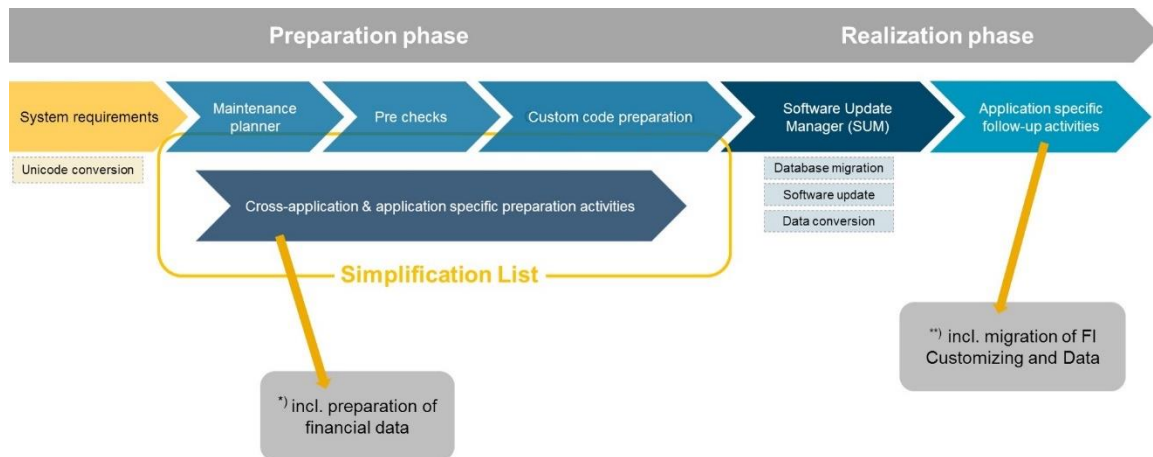 Preparation phase
Realization phase
System requirements
Maintenance
planner
Pre checks
Custom code preparation
Software Update
Manager (SUM)
Application specific
follow-up activities
Unicode conversion
Database migration
Software update
Data conversion
Cross-application & application specific preparation activities
Simplification List
*) incl. preparation of
financial data
**) incl. migration of FI
Customizing and Data